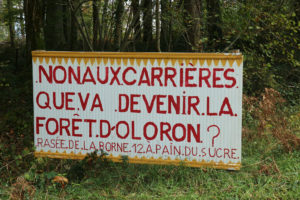 .NON.AUX.CARRIÈRES.
QUE.VA DEVENIR.LA.
FORÊT.D'OLORON.?
RASÉE.DE.LA.BORNE.12.À.PAIN.DU.SUCRE.